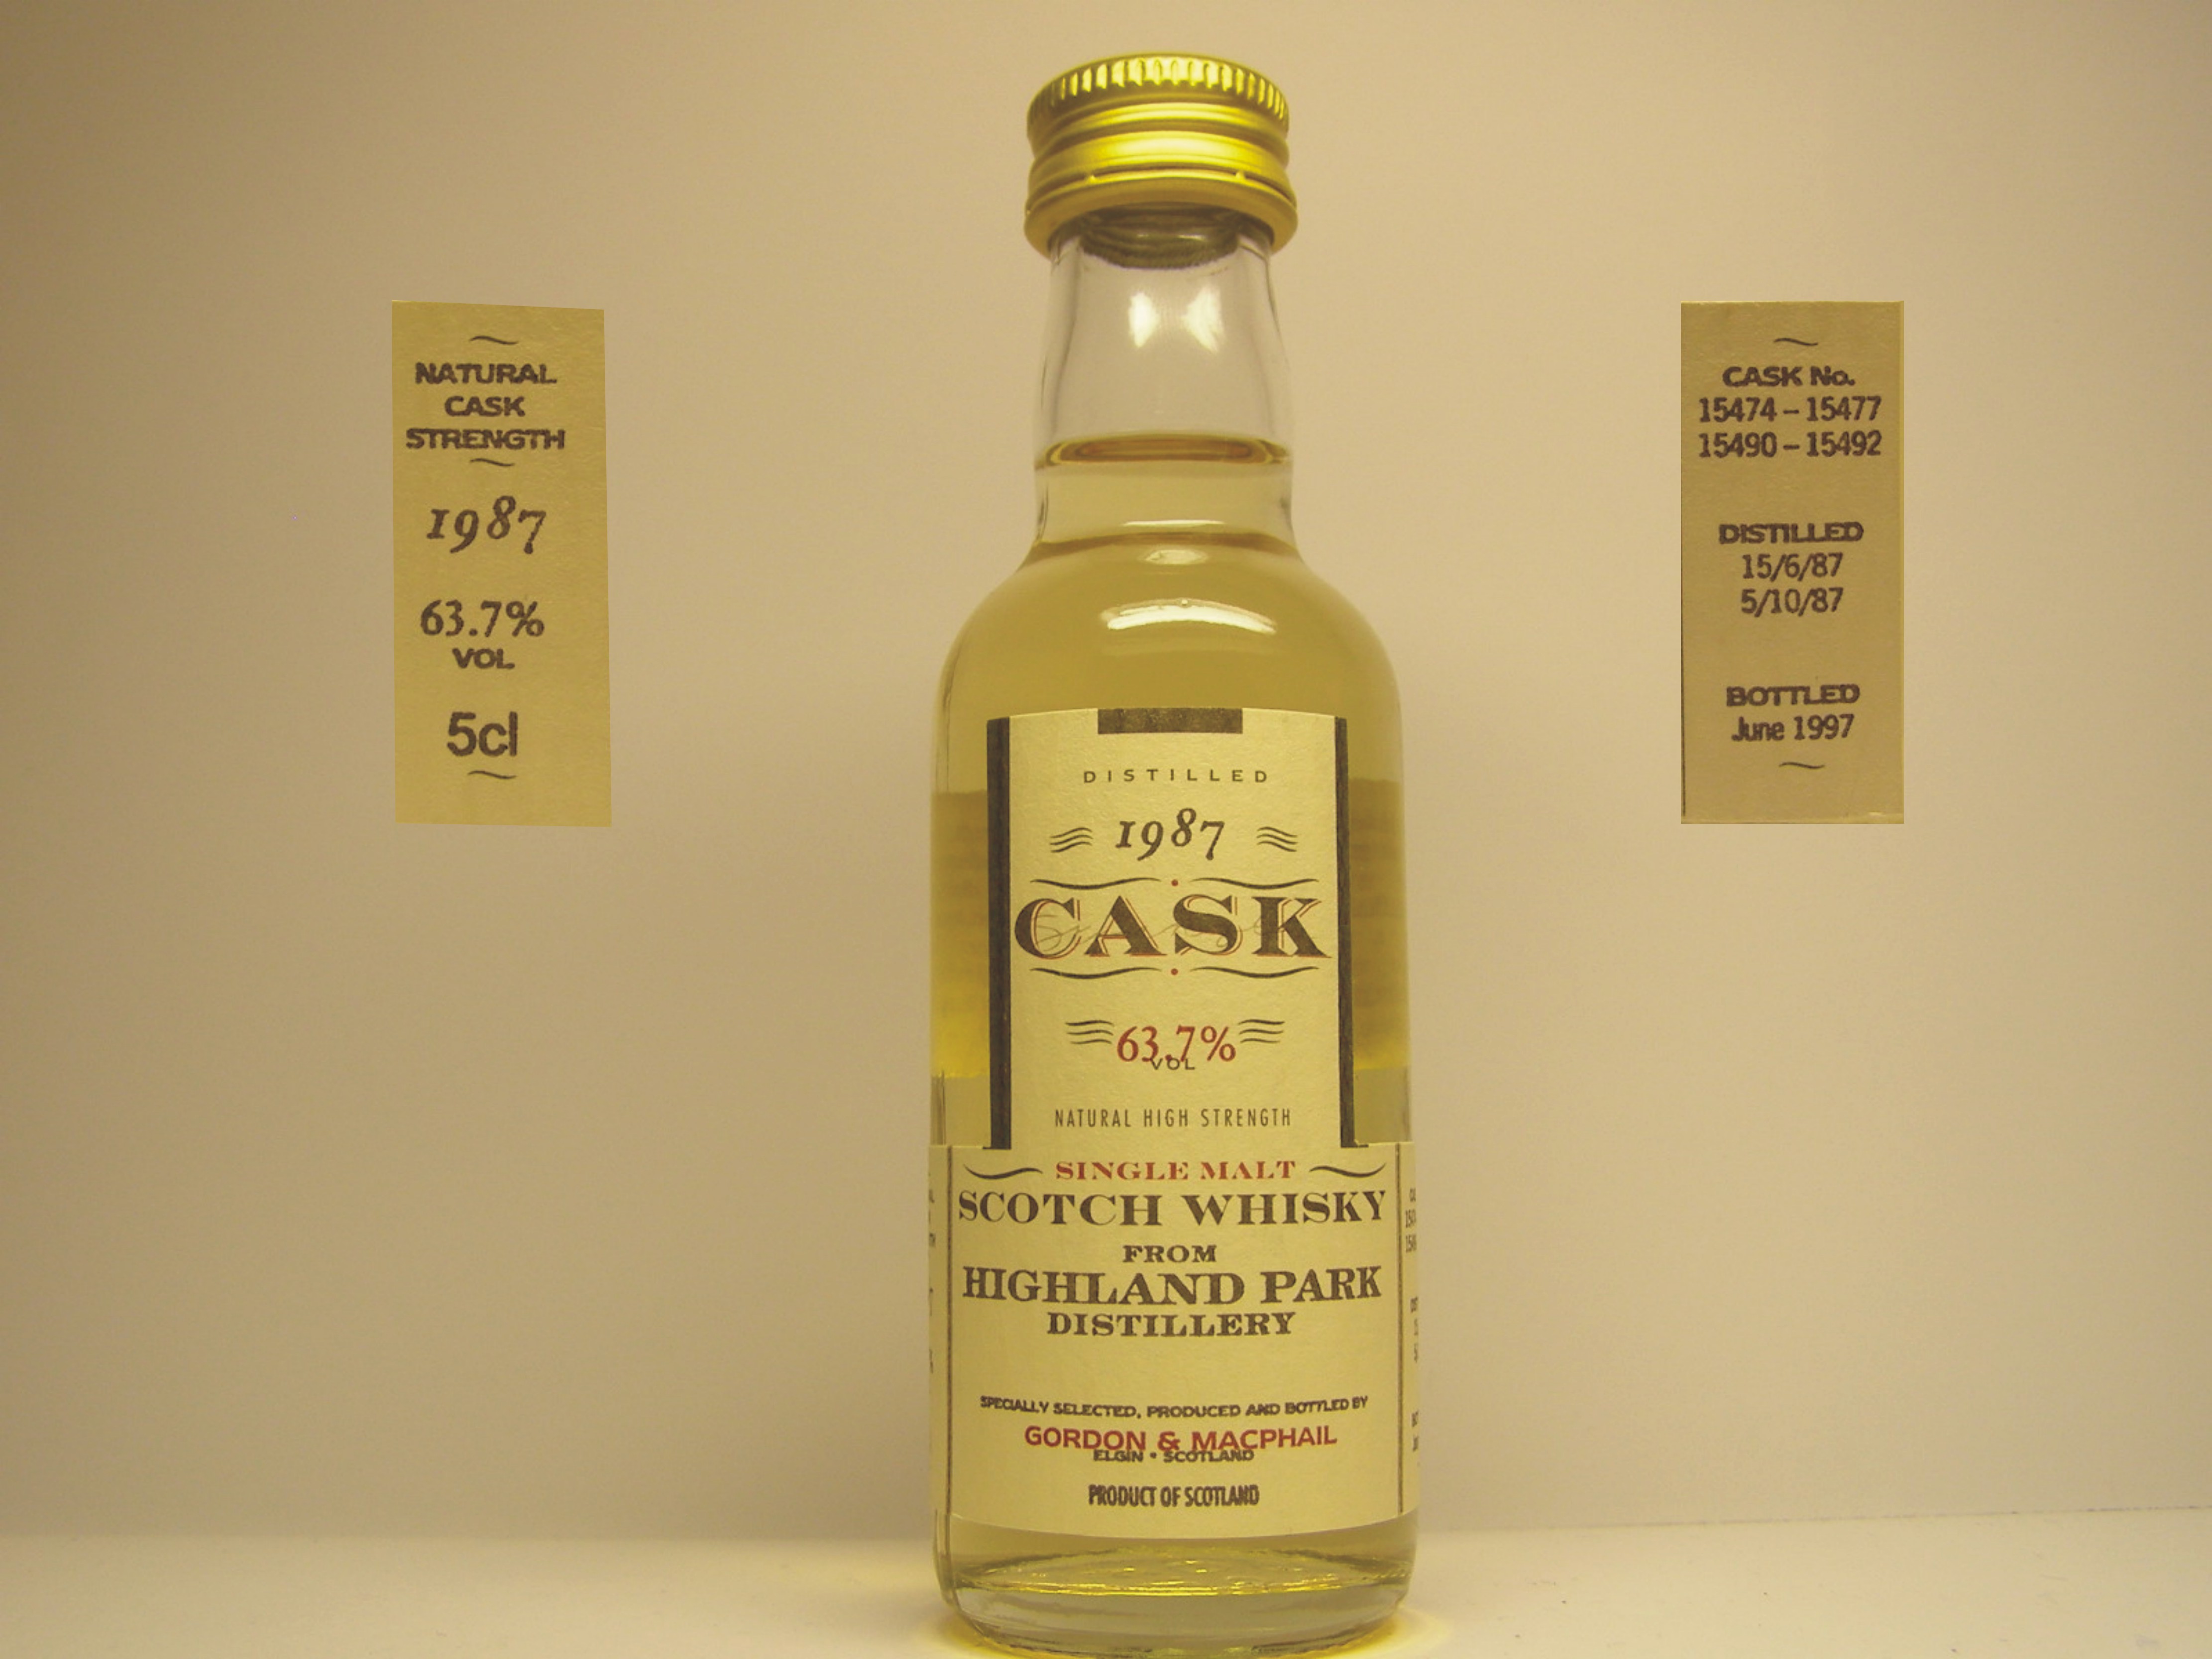 NATURAL
CASK
STRENGTH
1987
63.7%
VOL
5cl
DISTILLED
1987
CASK
63.7%
VOL
NATURAL HIGH STRENGTH
SINGLE MALT
SCOTCH WHISKY
FROM
HIGHLAND PARK
DISTILLERY
SPECIALLY SELECTED, PRODUCED AND BOTTLED BY
GORDON & MACPHAIL
ELGIN • SCOTLAND
PRODUCT OF SCOTLAND
CASK No.
15474 – 15477
15490 – 15492
DISTILLED
15/6/87
5/10/87
BOTTLED
June 1997